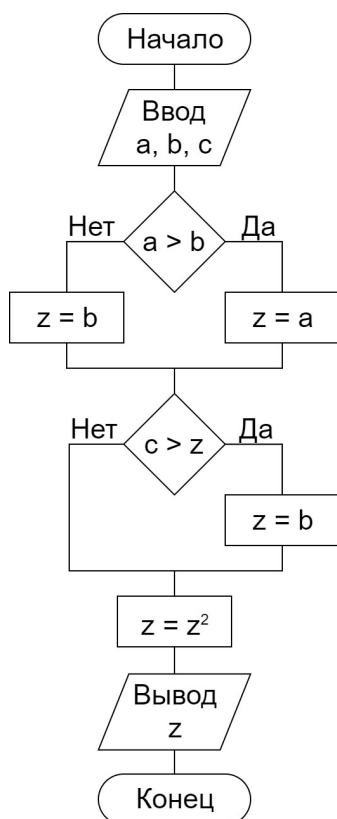 Начало
Ввод
a, b, c
Нет
a > b
Да
z = b
z = a
Нет
c > z
Да
z = b
z = z²
Вывод
z
Конец